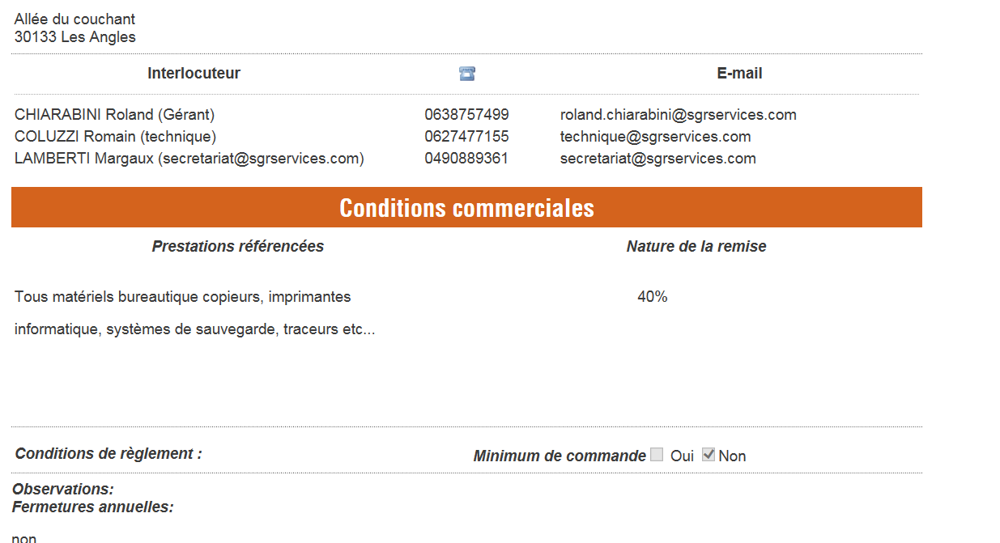 Allée du couchant
30133 Les Angles
Interlocuteur E-mail
CHIARABINI Roland (Gérant) 0638757499 roland.chiarabini@sgrservices.com
COLUZZI Romain (technique) 0627477155 technique@sgrservices.com
LAMBERTI Margaux (secretariat@sgrservices.com) 0490889361 secretariat@sgrservices.com
Conditions commerciales
Prestations référencées Nature de la remise
Tous matériels bureautique copieurs, imprimantes 40%
informatique, systèmes de sauvegarde, traceurs etc...
Conditions de règlement : Minimum de commande Oui Non
Observations:
Fermetures annuelles:
non